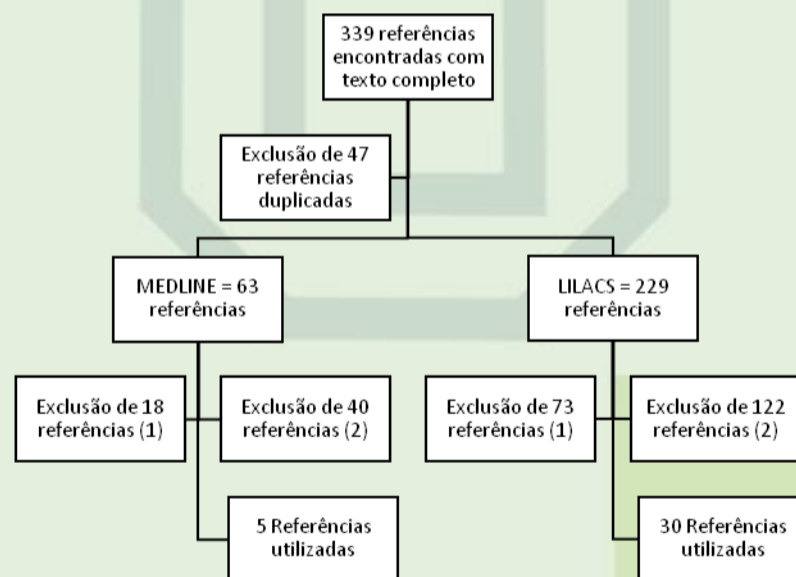 339 referências
encontradas com
texto completo
Exclusão de 47
referências
duplicadas
MEDLINE = 63
referências
LILACS = 229
referências
Exclusão de 18
referências (1)
Exclusão de 40
referências (2)
Exclusão de 73
referências (1)
Exclusão de 122
referências (2)
5 Referências
utilizadas
30 Referências
utilizadas